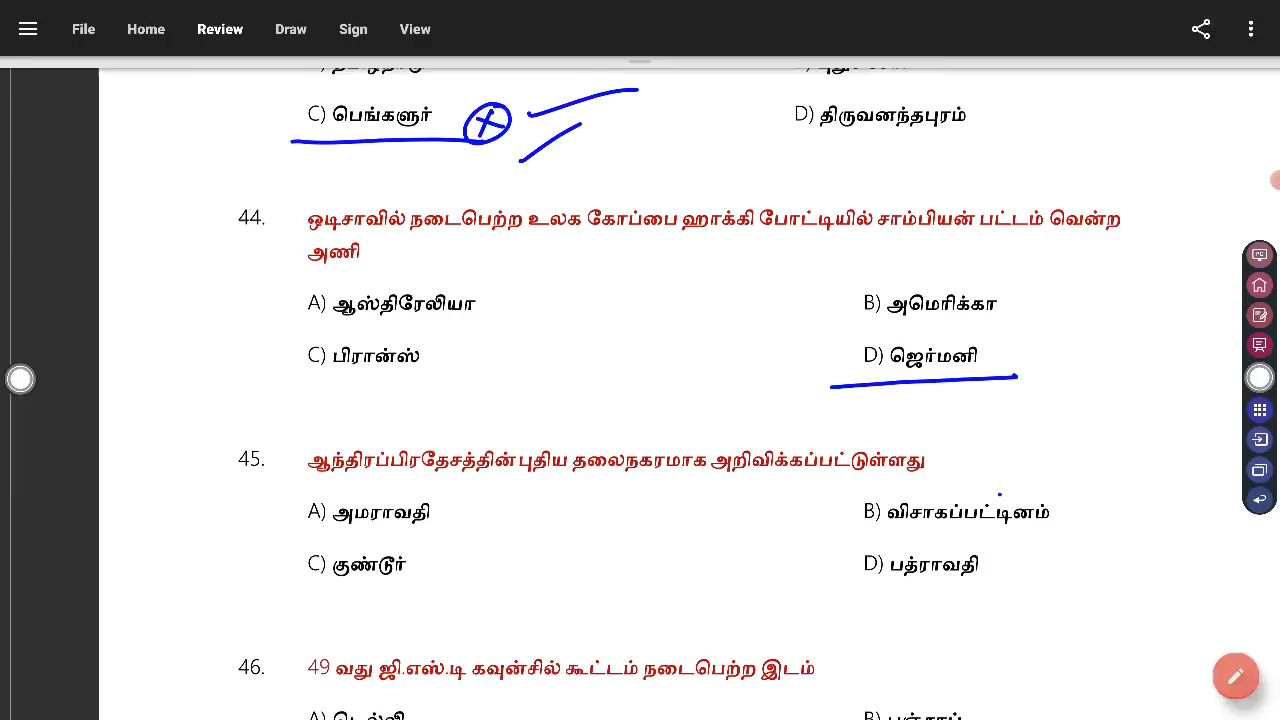 File Home Review Draw Sign View
C) பெங்களுர் D) திருவனந்தபுரம்
44. ஒடிசாவில் நடைபெற்ற உலக கோப்பை ஹாக்கி போட்டியில் சாம்பியன் பட்டம் வென்ற
அணி
A) ஆஸ்திரேலியா B) அமெரிக்கா
C) பிரான்ஸ் D) ஜெர்மனி
45. ஆந்திரப்பிரதேசத்தின் புதிய தலைநகரமாக அறிவிக்கப்பட்டுள்ளது
A) அமராவதி B) விசாகப்பட்டினம்
C) குண்டூர் D) பத்ராவதி
46. 49 வது ஜி.எஸ்.டி கவுன்சில் கூட்டம் நடைபெற்ற இடம்